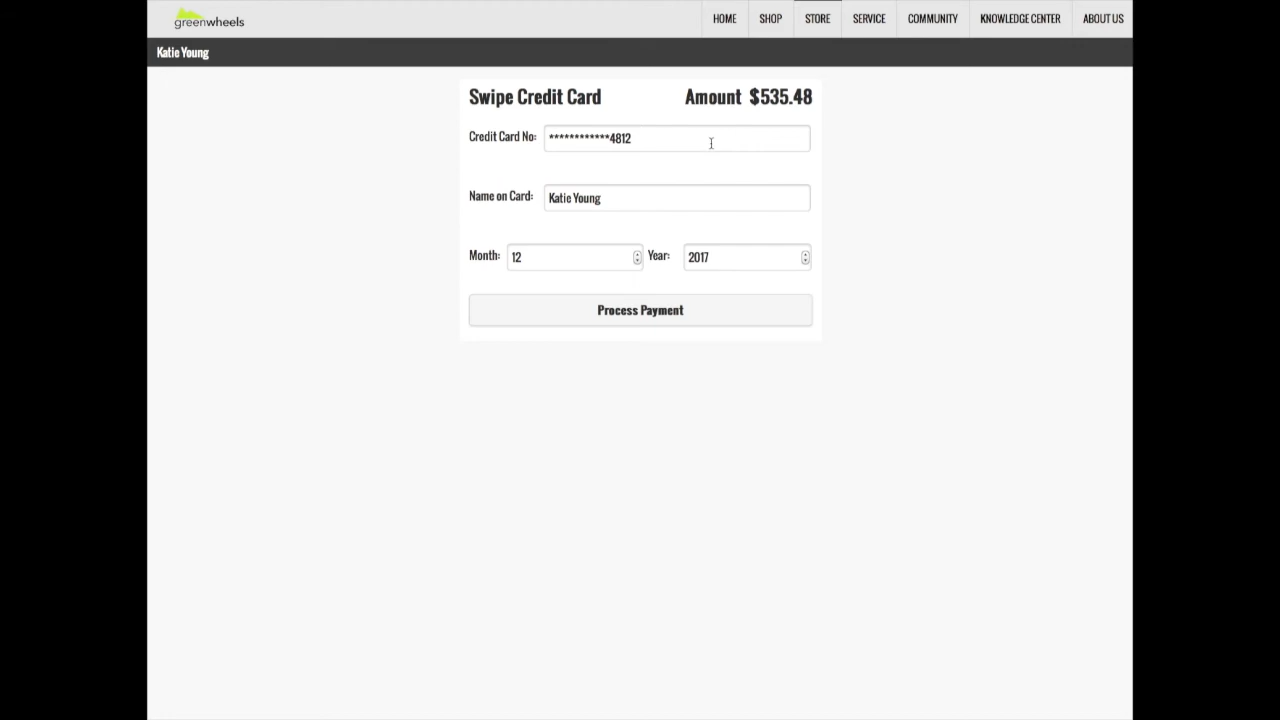 greenwheels
HOME SHOP STORE SERVICE COMMUNITY KNOWLEDGE CENTER ABOUT US
Katie Young
Swipe Credit Card Amount $535.48
Credit Card No: ************4812
Name on Card: Katie Young
Month: 12 Year: 2017
Process Payment